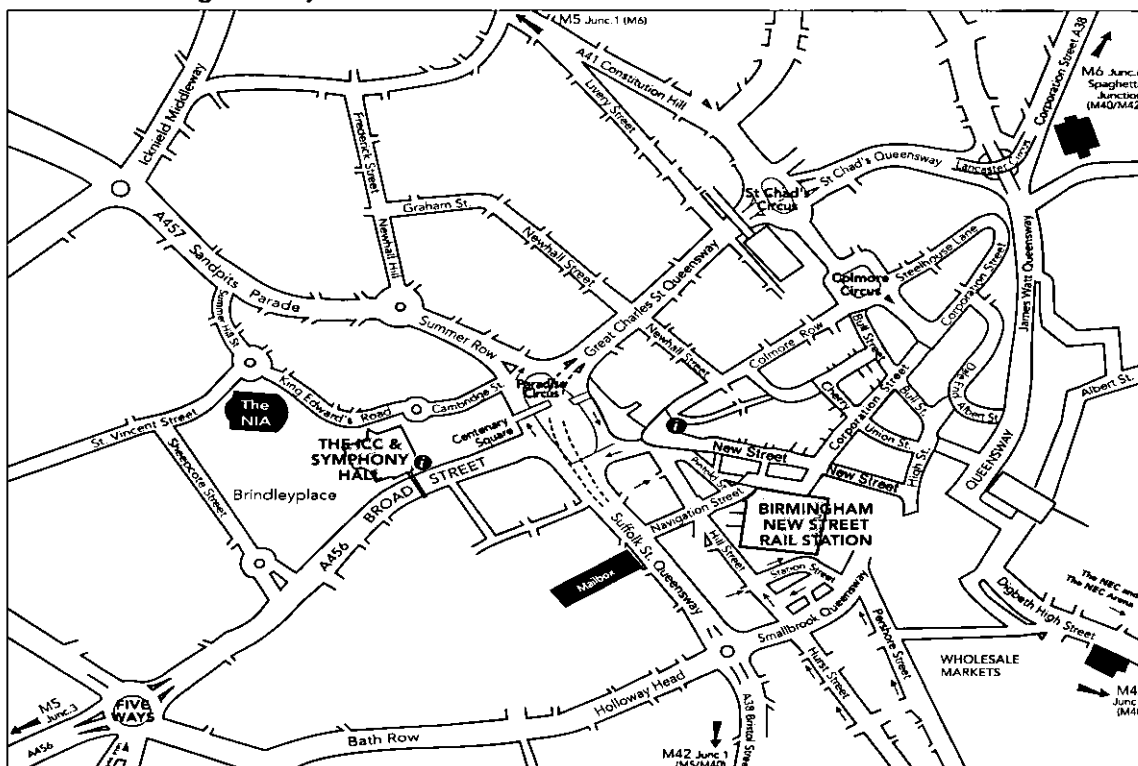 M5 Junc.1 (M6)
A41 Constitution Hill
Livery Street
Corporation Street A38
M6 Junc.
Spaghetti
Junction
(M40/M42
Icknield Middleway
Frederick Street
St Chad's Queensway
Lancaster Circus
St Chad's
Circus
Graham St.
Newhall Hill
Newhall Street
A457 Sandpits Parade
Summer Hill St
Summer Row
Great Charles St Queensway
Colmore
Circus
Steelhouse Lane
Corporation Street
James Watt Queensway
Newhall Street
Colmore Row
Bull Street
Dale End
Albert St.
Paradise
Circus
Cambridge St.
King Edward's Road
The
NIA
St. Vincent Street
Sheepcote Street
Centenary
Square
THE ICC &
SYMPHONY
HALL
i
i
Cherry
Corporation Street
Bull St.
Albert St
Union St.
High St.
New Street
New Street
QUEENSWAY
Brindleyplace
A456 BROAD STREET
Navigation Street
BIRMINGHAM
NEW STREET
RAIL STATION
Suffolk St. Queensway
Hill Street
Station Street
Mailbox
Smallbrook Queensway
Pershore Street
Hurst Street
Digbeth High Street
The NEC and
The NEC Arena
WHOLESALE
MARKETS
M4
Junc
(M40
Holloway Head
Bath Row
A38 Bristol Street
M42 Junc 1
(M5/M40)
FIVE
WAYS
M5
Junc.3
A456